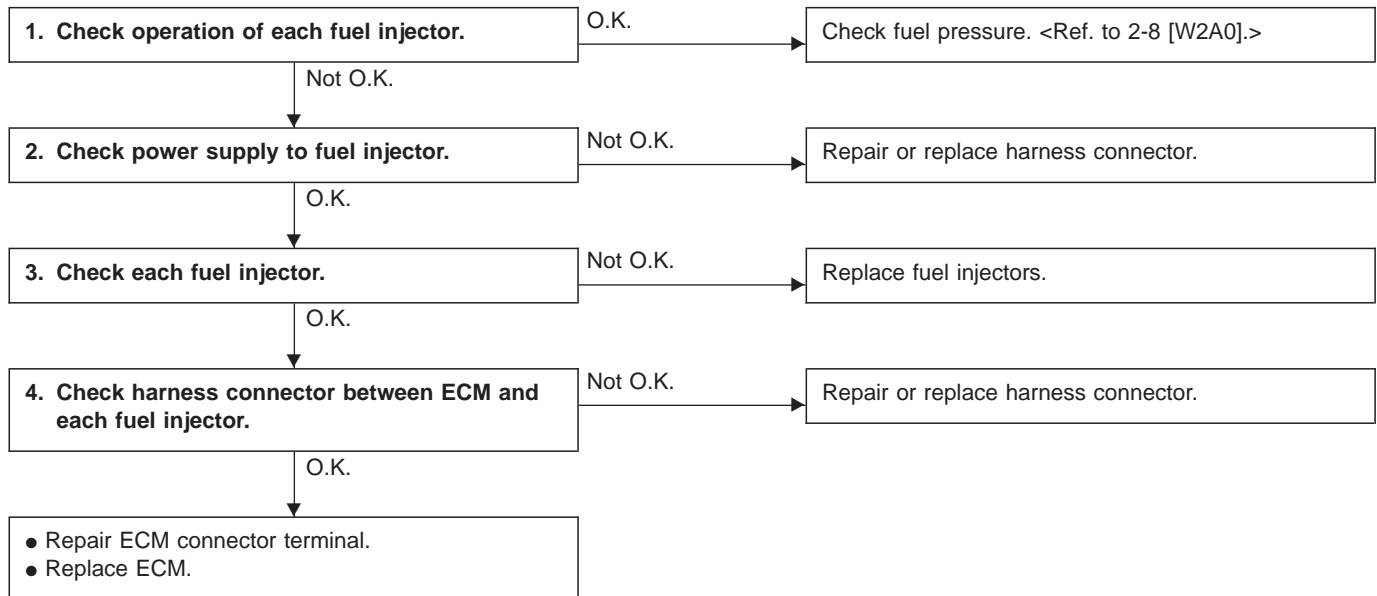 1. Check operation of each fuel injector.
O.K.
Check fuel pressure. <Ref. to 2-8 [W2A0].>
Not O.K.
2. Check power supply to fuel injector.
Not O.K.
Repair or replace harness connector.
O.K.
3. Check each fuel injector.
Not O.K.
Replace fuel injectors.
O.K.
4. Check harness connector between ECM and
each fuel injector.
Not O.K.
Repair or replace harness connector.
O.K.
● Repair ECM connector terminal.
● Replace ECM.